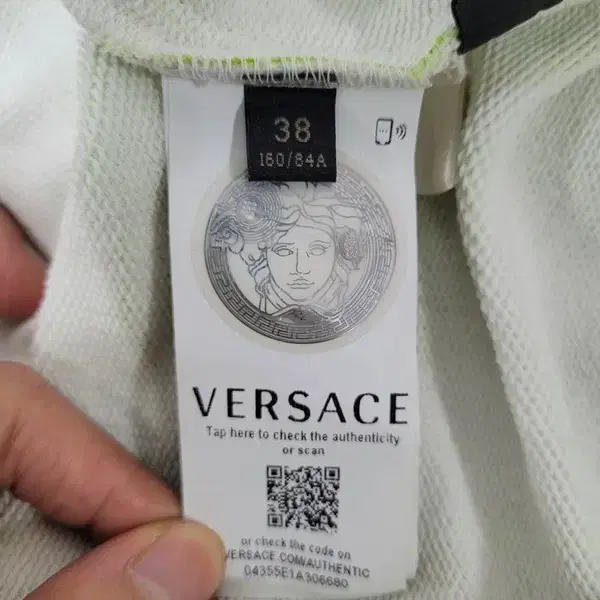 38
160/84A
VERSACE
Tap here to check the authenticity
or scan
or check the code on
VERSACE.COM/AUTHENTIC
04355E1A306680